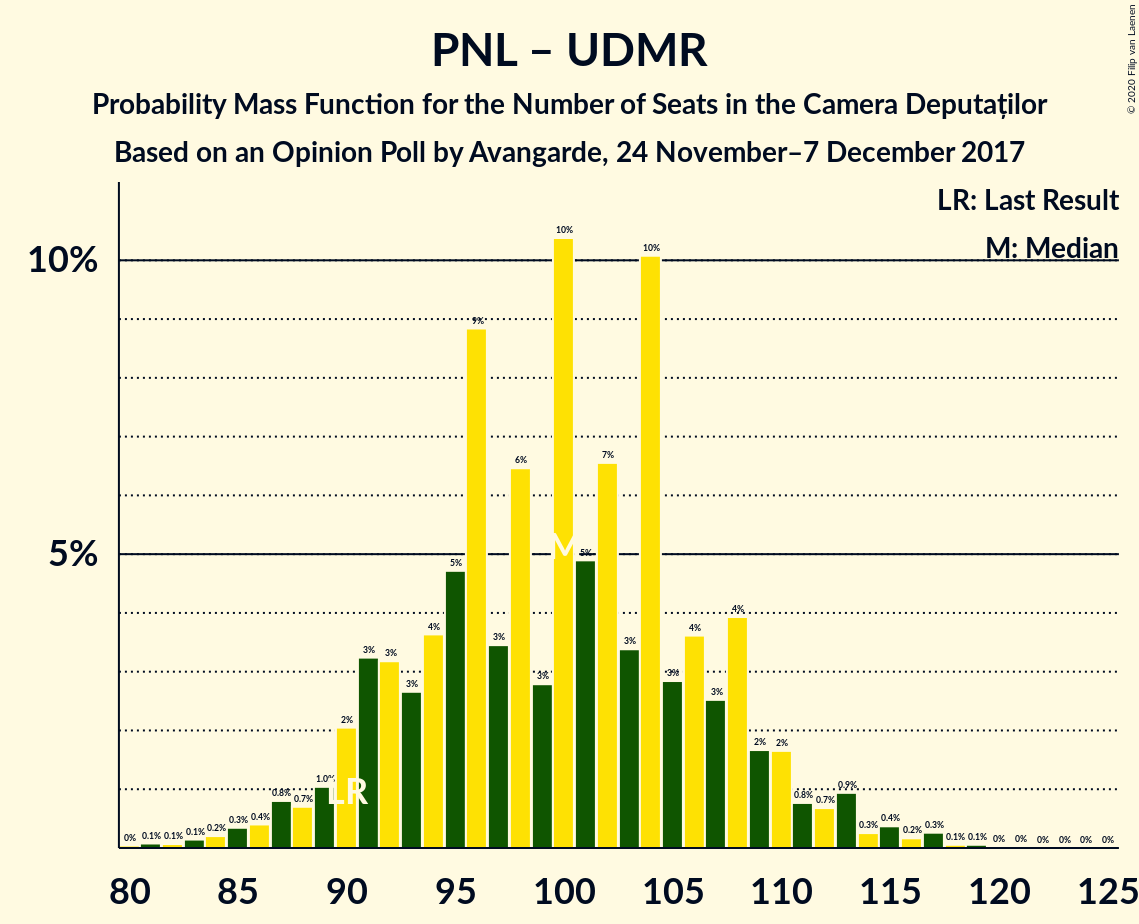 PNL – UDMR
Probability Mass Function for the Number of Seats in the Camera Deputaților
Based on an Opinion Poll by Avangarde, 24 November–7 December 2017
© 2020 Filip van Laenen
LR: Last Result
M: Median
10%
5%
0% 0.1% 0.1% 0.1% 0.2% 0.3% 0.4% 0.8% 0.7% 1.0% 2% 3% 3% 3% 4% 5% 9% 3% 6% 3% 10% 5% 7% 3% 10% 3% 4% 3% 4% 2% 2% 0.8% 0.7% 0.9% 0.3% 0.4% 0.2% 0.3% 0.1% 0.1% 0% 0% 0% 0% 0% 0%
M
LR
80 85 90 95 100 105 110 115 120 125